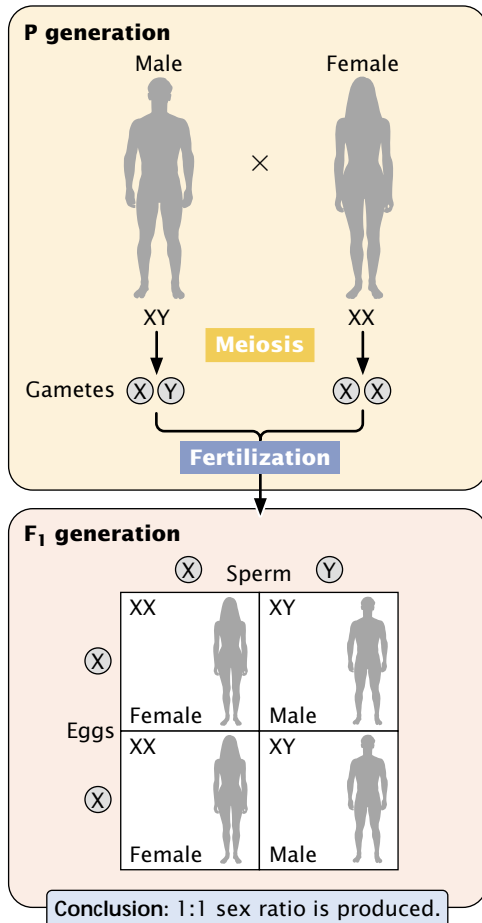 P generation
Male Female
×
XY XX
Meiosis
Gametes X Y X X
Fertilization
F₁ generation
X Sperm Y
XX XY
X
Female Male
Eggs
XX XY
X
Female Male
Conclusion: 1:1 sex ratio is produced.